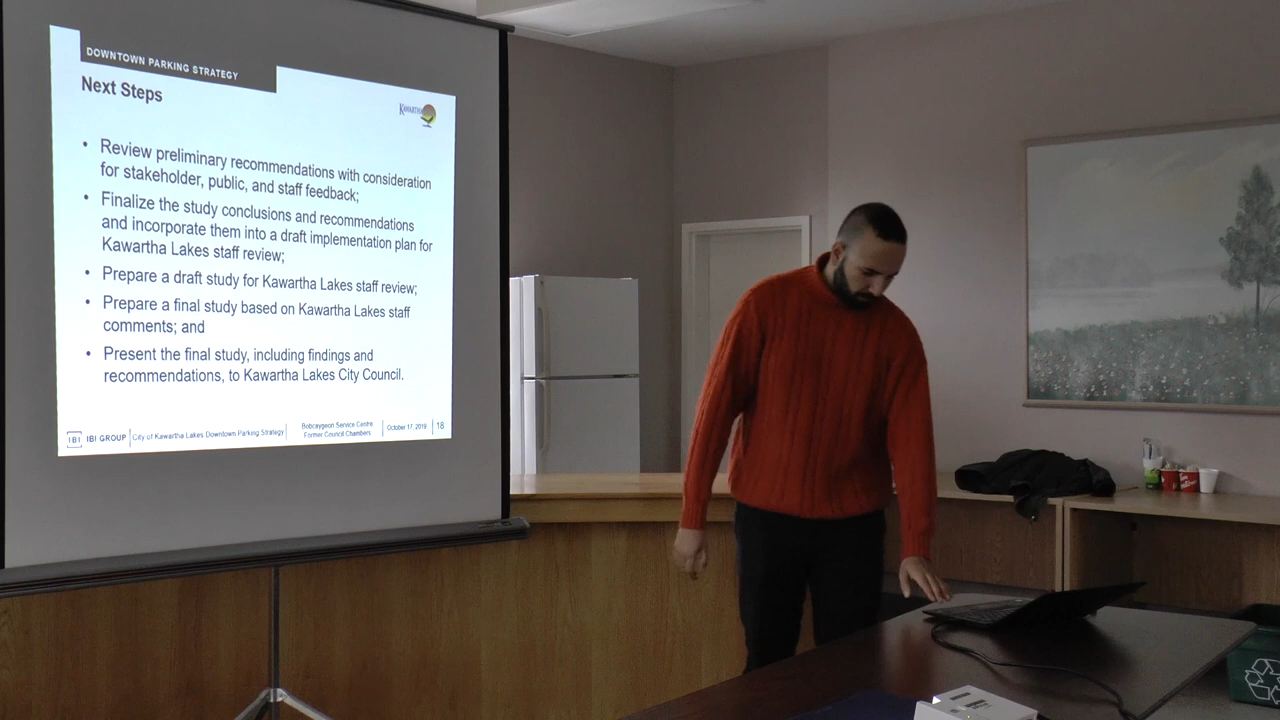 DOWNTOWN PARKING STRATEGY
Next Steps
KAWARTHA
• Review preliminary recommendations with consideration
for stakeholder, public, and staff feedback;
• Finalize the study conclusions and recommendations
and incorporate them into a draft implementation plan for
Kawartha Lakes staff review;
• Prepare a draft study for Kawartha Lakes staff review;
• Prepare a final study based on Kawartha Lakes staff
comments; and
• Present the final study, including findings and
recommendations, to Kawartha Lakes City Council.
IBI IBI GROUP City of Kawartha Lakes Downtown Parking Strategy
Bobcaygeon Service Centre
Former Council Chambers
October 17, 2019
18